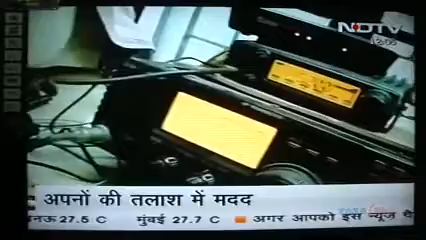 NDTV
अपनों की तलाश में मदद
नऊ 27.5 C मुंबई 27.7 C अगर आपको इस न्यूज़ चै